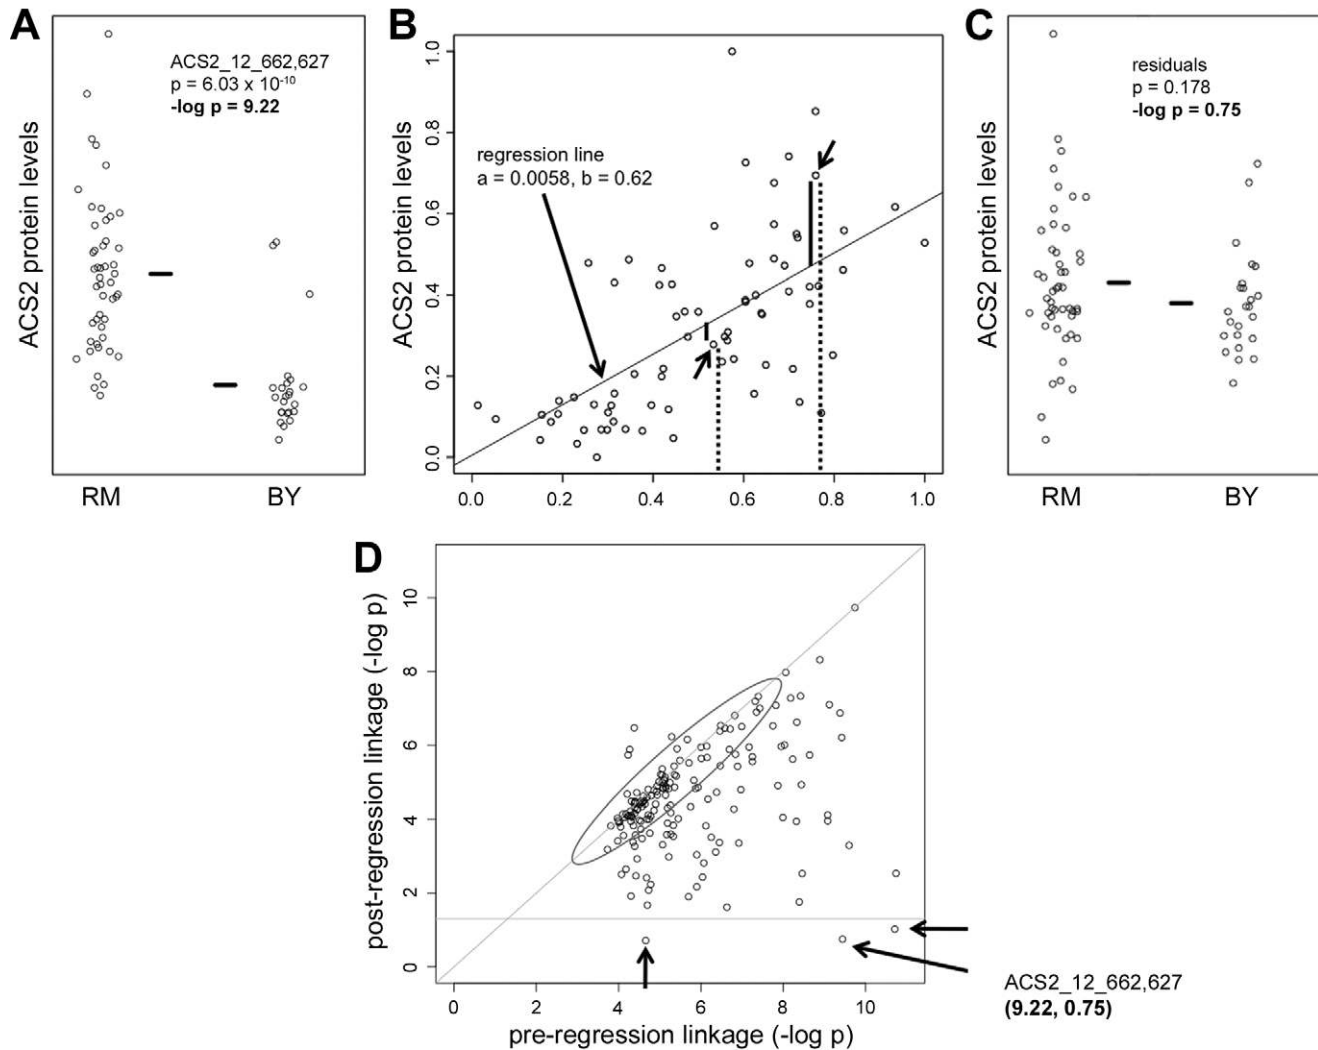 A
ACS2_12_662,627
p = 6.03 x 10⁻¹⁰
-log p = 9.22
ACS2 protein levels
RM
BY
B
regression line
a = 0.0058, b = 0.62
ACS2 protein levels
1.0
0.8
0.6
0.4
0.2
0.0
0.0 0.2 0.4 0.6 0.8 1.0
C
residuals
p = 0.178
-log p = 0.75
ACS2 protein levels
RM
BY
D
post-regression linkage (-log p)
10
8
6
4
2
0
0 2 4 6 8 10
pre-regression linkage (-log p)
ACS2_12_662,627
(9.22, 0.75)